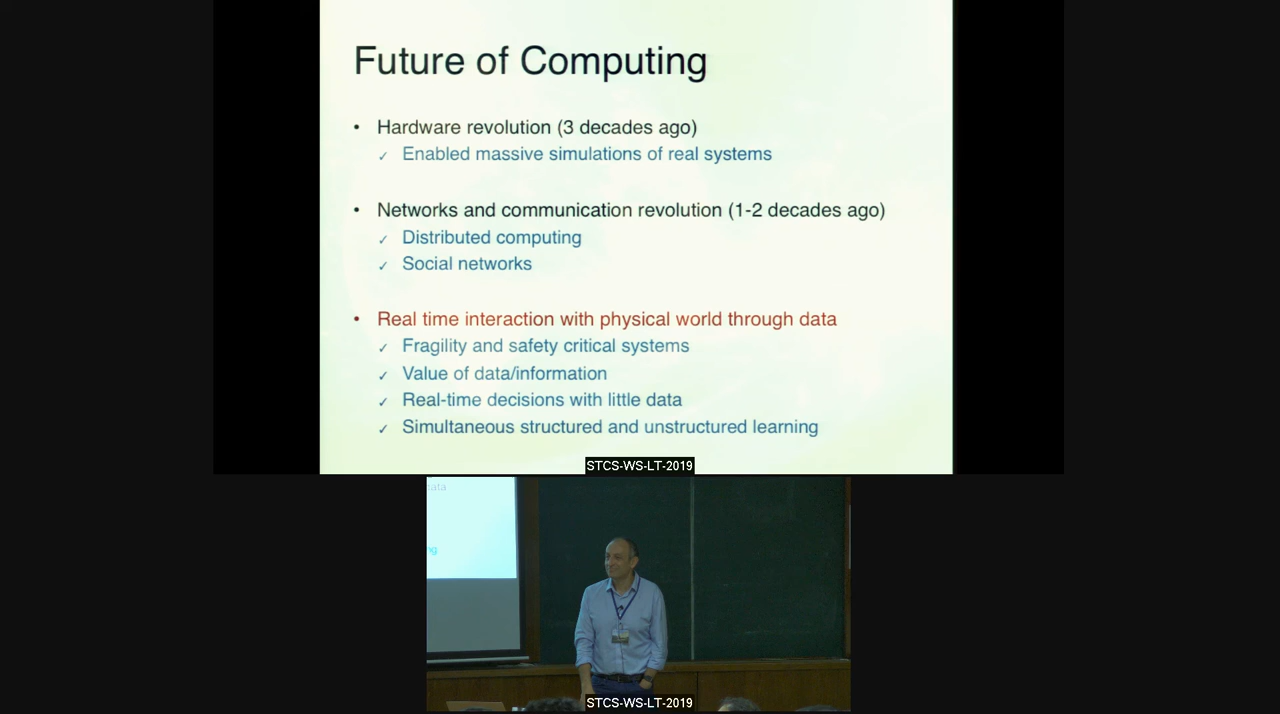 Future of Computing
• Hardware revolution (3 decades ago)
✓ Enabled massive simulations of real systems
• Networks and communication revolution (1-2 decades ago)
✓ Distributed computing
✓ Social networks
• Real time interaction with physical world through data
✓ Fragility and safety critical systems
✓ Value of data/information
✓ Real-time decisions with little data
✓ Simultaneous structured and unstructured learning
STCS-WS-LT-2019
STCS-WS-LT-2019